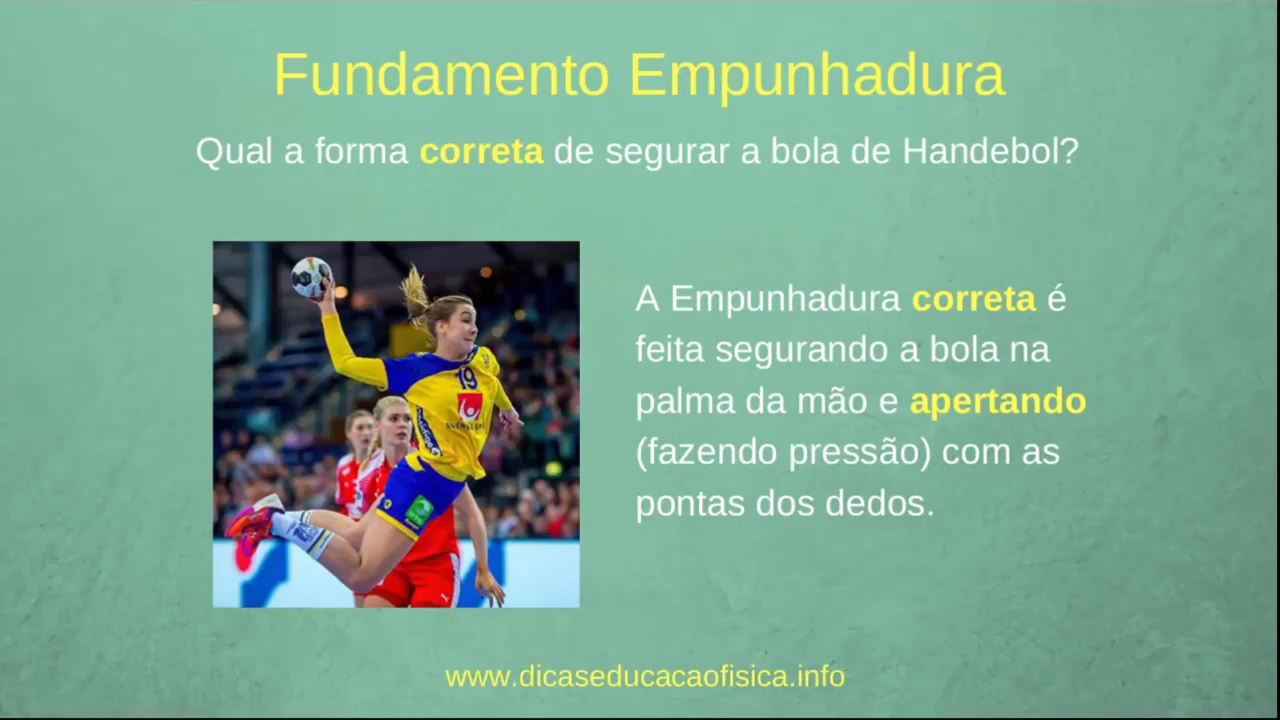 Fundamento Empunhadura
Qual a forma correta de segurar a bola de Handebol?
A Empunhadura correta é
feita segurando a bola na
palma da mão e apertando
(fazendo pressão) com as
pontas dos dedos.
19
www.dicaseducacaofisica.info